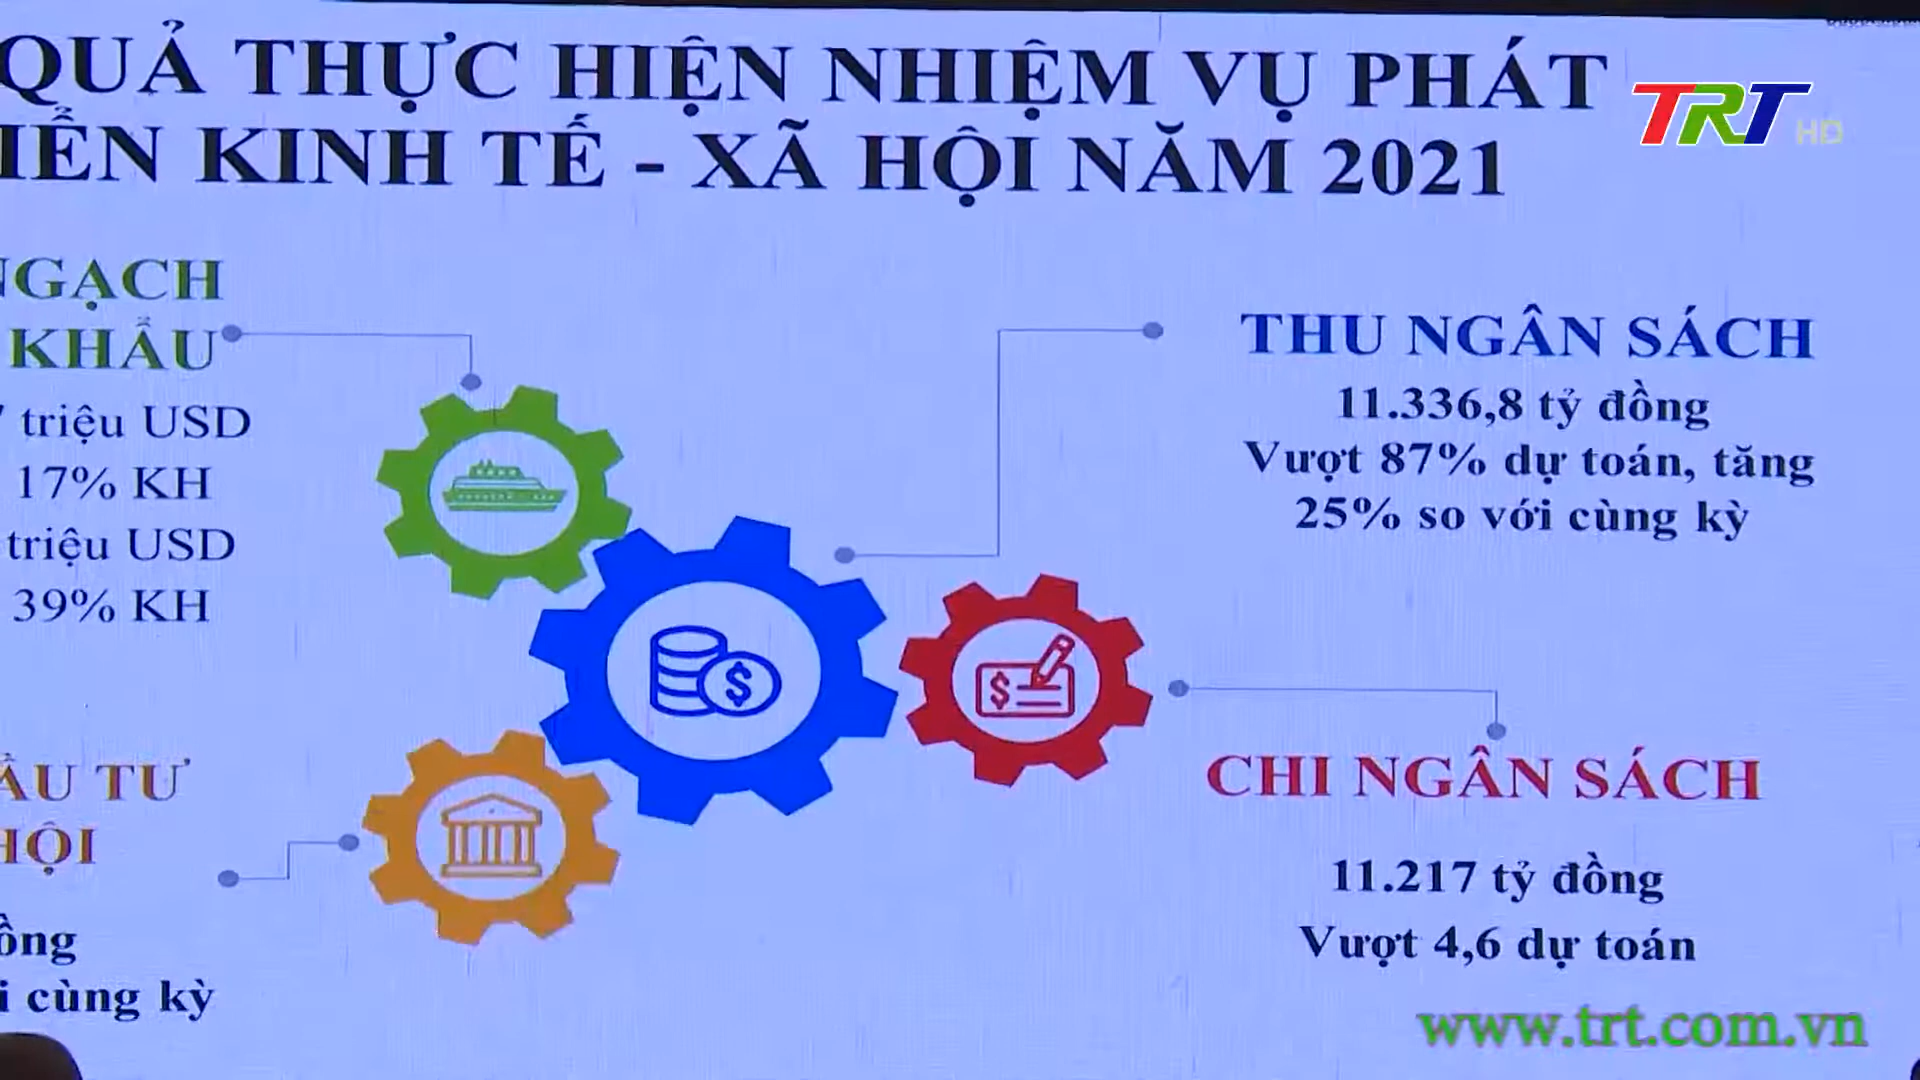 QUẢ THỰC HIỆN NHIỆM VỤ PHÁT
IỂN KINH TẾ - XÃ HỘI NĂM 2021
TRT HD
NGẠCH
KHẨU
triệu USD
17% KH
triệu USD
39% KH
THU NGÂN SÁCH
11.336,8 tỷ đồng
Vượt 87% dự toán, tăng
25% so với cùng kỳ
ẦU TƯ
HỘI
ồng
i cùng kỳ
CHI NGÂN SÁCH
11.217 tỷ đồng
Vượt 4,6 dự toán
www.trt.com.vn